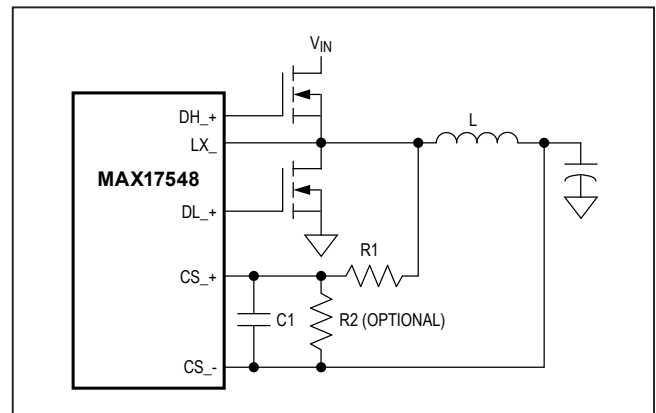 VIN
DH_+
LX_
L
MAX17548
DL_+
R1
CS_+
C1
R2 (OPTIONAL)
CS_-